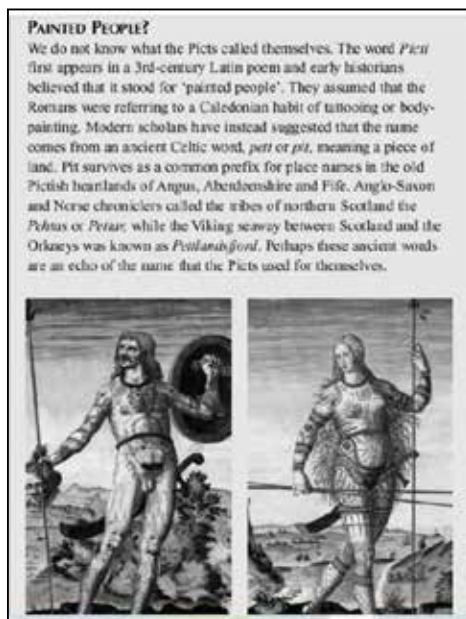 PAINTED PEOPLE?
We do not know what the Picts called themselves. The word Picti
first appears in a 3rd-century Latin poem and early historians
believed that it stood for 'painted people'. They assumed that the
Romans were referring to a Caledonian habit of tattooing or body-
painting. Modern scholars have instead suggested that the name
comes from an ancient Celtic word, pett or pit, meaning a piece of
land. Pit survives as a common prefix for place names in the old
Pictish heartlands of Angus, Aberdeenshire and Fife. Anglo-Saxon
and Norse chroniclers called the tribes of northern Scotland the
Pehtas or Pettar, while the Viking seaway between Scotland and the
Orkneys was known as Pettlandsfjord. Perhaps these ancient words
are an echo of the name that the Picts used for themselves.